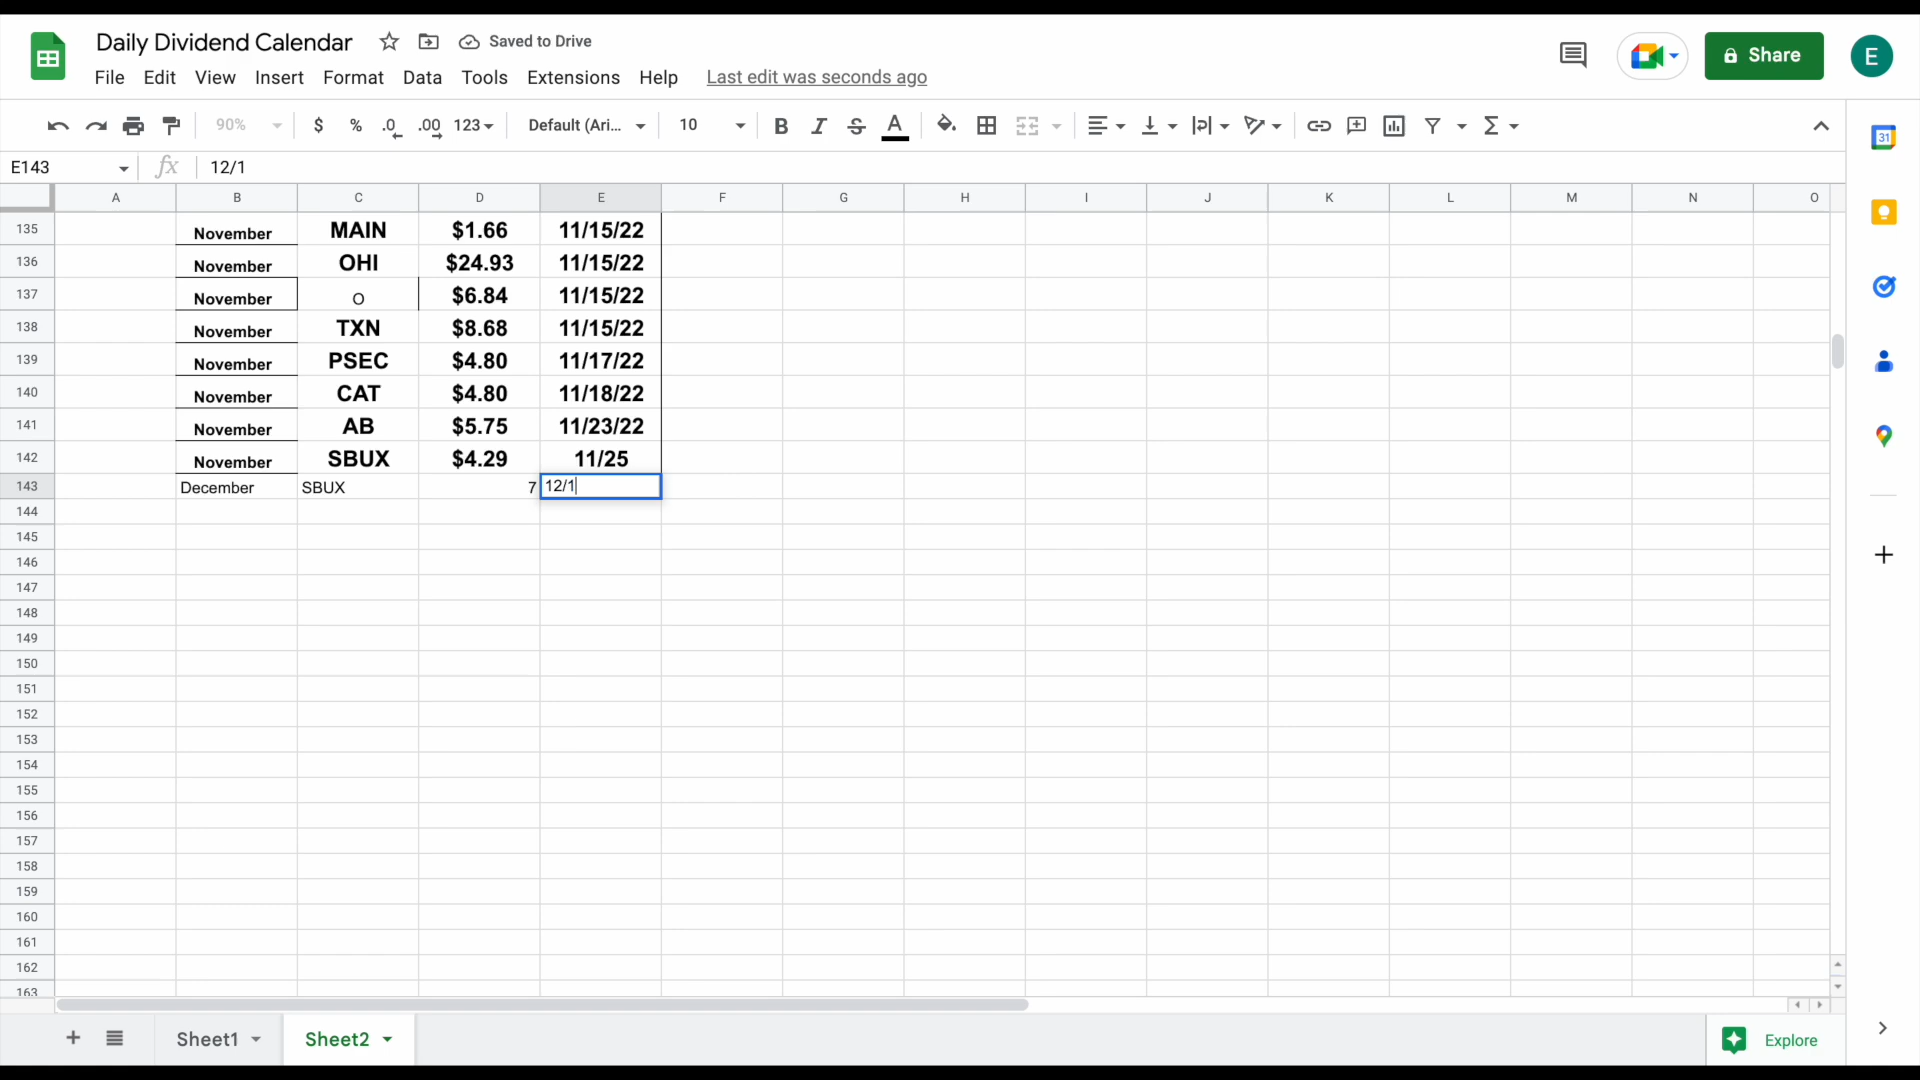 Daily Dividend Calendar Saved to Drive
File Edit View Insert Format Data Tools Extensions Help Last edit was seconds ago
Share
E
90% $ % .0 .00 123 Default (Ari... 10 B I S A Σ
31
E143 fx 12/1
A B C D E F G H I J K L M N O
135 November MAIN $1.66 11/15/22
136 November OHI $24.93 11/15/22
137 November O $6.84 11/15/22
138 November TXN $8.68 11/15/22
139 November PSEC $4.80 11/17/22
140 November CAT $4.80 11/18/22
141 November AB $5.75 11/23/22
142 November SBUX $4.29 11/25
143 December SBUX 7 12/1
144
145
146
147
148
149
150
151
152
153
154
155
156
157
158
159
160
161
162
163
+ Sheet1 Sheet2 Explore